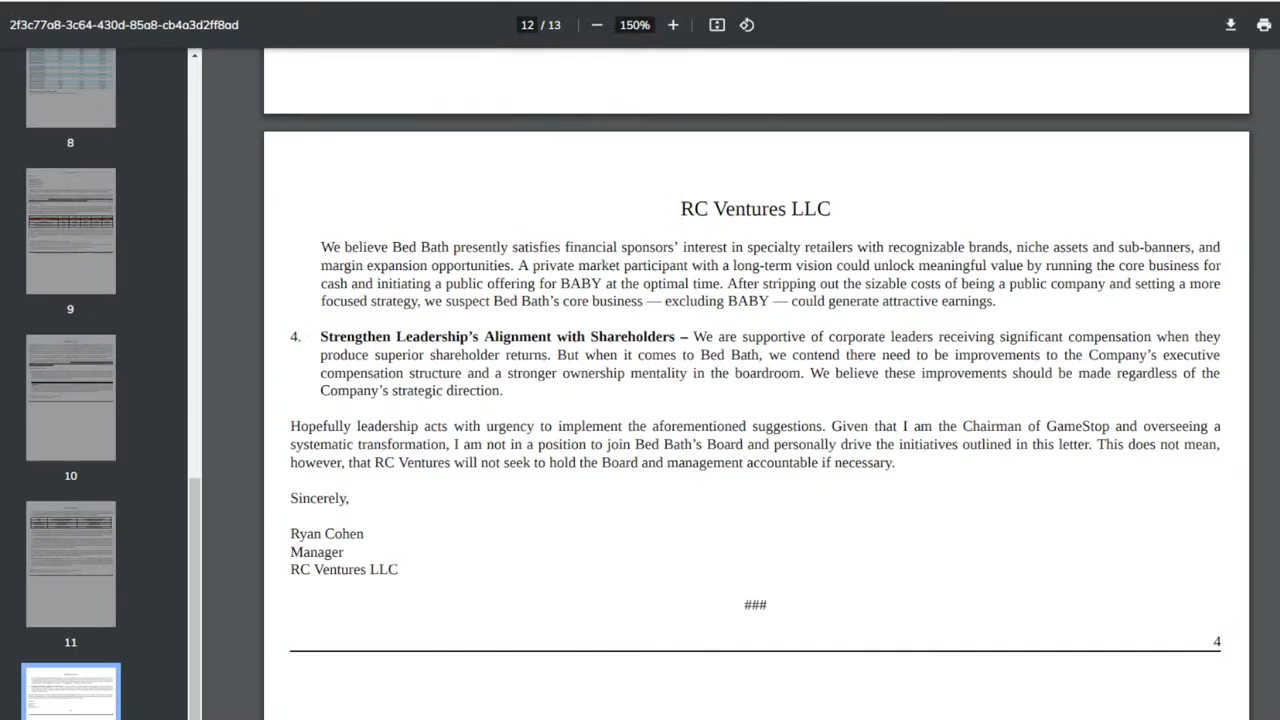 2f3c77a8-3c64-430d-85a8-cb4a3d2ff8ad
12 / 13
150%
8
9
10
11
RC Ventures LLC
We believe Bed Bath presently satisfies financial sponsors’ interest in specialty retailers with recognizable brands, niche assets and sub-banners, and
margin expansion opportunities. A private market participant with a long-term vision could unlock meaningful value by running the core business for
cash and initiating a public offering for BABY at the optimal time. After stripping out the sizable costs of being a public company and setting a more
focused strategy, we suspect Bed Bath’s core business — excluding BABY — could generate attractive earnings.
4. Strengthen Leadership’s Alignment with Shareholders – We are supportive of corporate leaders receiving significant compensation when they
produce superior shareholder returns. But when it comes to Bed Bath, we contend there need to be improvements to the Company’s executive
compensation structure and a stronger ownership mentality in the boardroom. We believe these improvements should be made regardless of the
Company’s strategic direction.
Hopefully leadership acts with urgency to implement the aforementioned suggestions. Given that I am the Chairman of GameStop and overseeing a
systematic transformation, I am not in a position to join Bed Bath’s Board and personally drive the initiatives outlined in this letter. This does not mean,
however, that RC Ventures will not seek to hold the Board and management accountable if necessary.
Sincerely,
Ryan Cohen
Manager
RC Ventures LLC
###
4